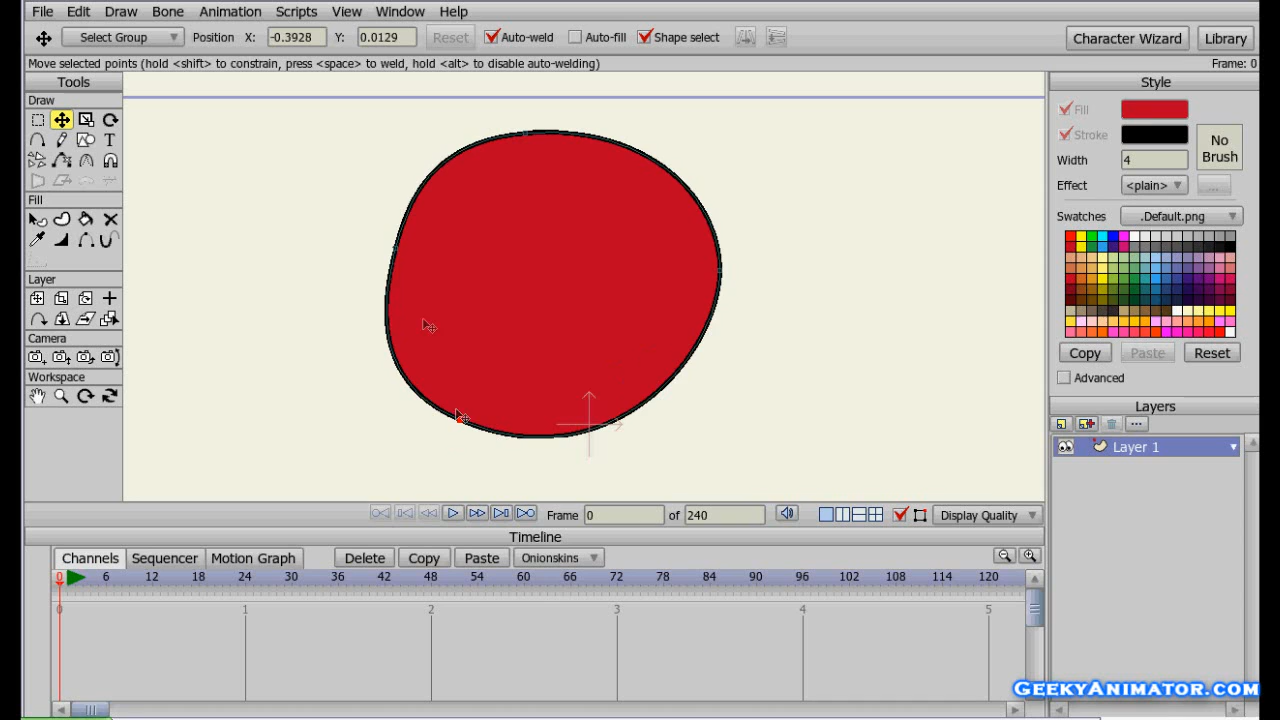 File Edit Draw Bone Animation Scripts View Window Help
Select Group Position X: -0.3928 Y: 0.0129 Reset Auto-weld Auto-fill Shape select Character Wizard Library
Move selected points (hold <shift> to constrain, press <space> to weld, hold <alt> to disable auto-welding) Frame: 0
Tools
Draw
T
Fill
Layer
Camera
Workspace
Style
Fill
Stroke
No
Brush
Width 4
Effect <plain> ...
Swatches .Default.png
Copy Paste Reset
Advanced
Layers
Layer 1
Frame 0 of 240 Display Quality
Timeline
Channels Sequencer Motion Graph Delete Copy Paste Onionskins
0 6 12 18 24 30 36 42 48 54 60 66 72 78 84 90 96 102 108 114 120
0 1 2 3 4 5
GeekyAnimator.com